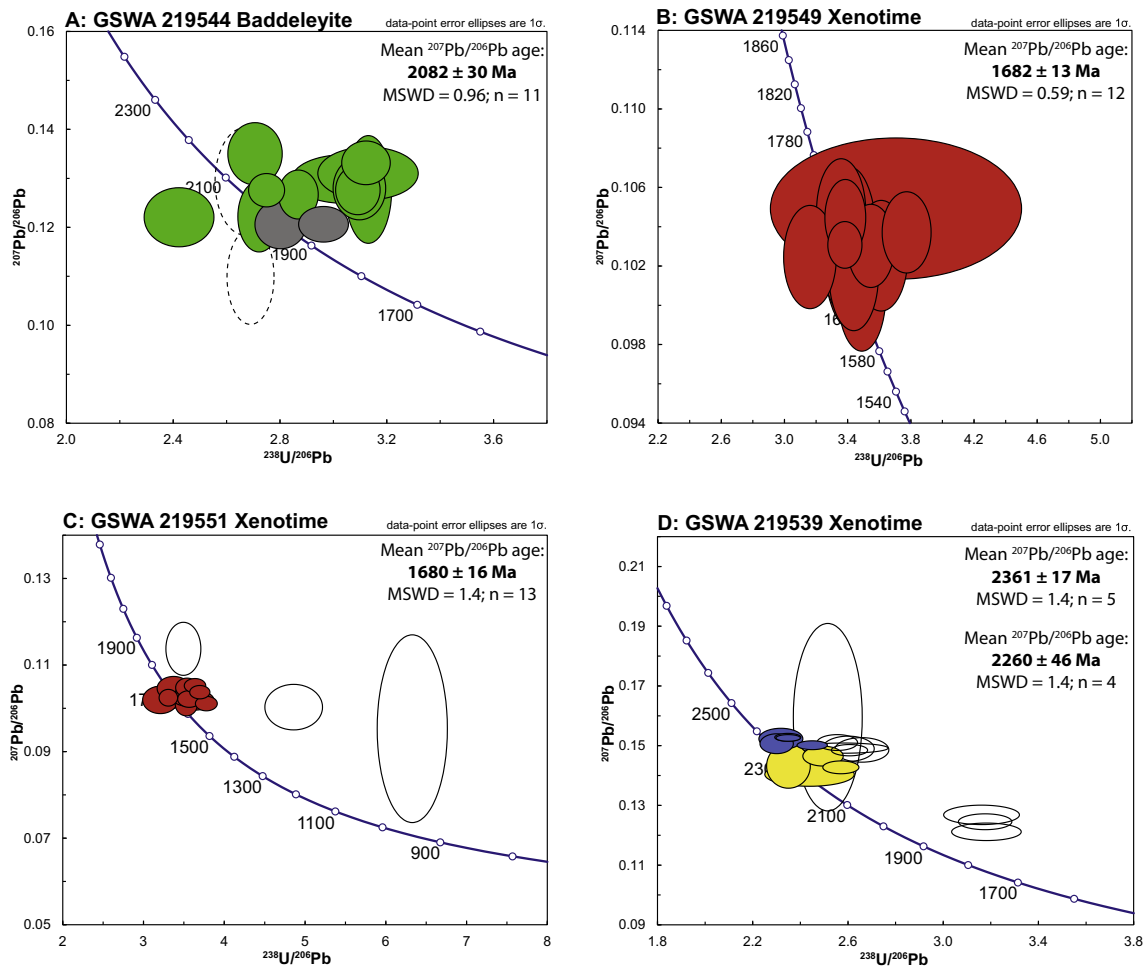 A: GSWA 219544 Baddeleyite
data-point error ellipses are 1σ.
Mean ²⁰⁷Pb/²⁰⁶Pb age:
2082 ± 30 Ma
MSWD = 0.96; n = 11
0.16
0.14
0.12
0.10
0.08
²⁰⁷Pb/²⁰⁶Pb
2300
2100
1900
1700
2.0
2.4
2.8
3.2
3.6
²³⁸U/²⁰⁶Pb
B: GSWA 219549 Xenotime
data-point error ellipses are 1σ.
Mean ²⁰⁷Pb/²⁰⁶Pb age:
1682 ± 13 Ma
MSWD = 0.59; n = 12
0.114
0.110
0.106
0.102
0.098
0.094
²⁰⁷Pb/²⁰⁶Pb
1860
1820
1780
1580
1540
2.2
2.6
3.0
3.4
3.8
4.2
4.6
5.0
²³⁸U/²⁰⁶Pb
C: GSWA 219551 Xenotime
data-point error ellipses are 1σ.
Mean ²⁰⁷Pb/²⁰⁶Pb age:
1680 ± 16 Ma
MSWD = 1.4; n = 13
0.13
0.11
0.09
0.07
0.05
²⁰⁷Pb/²⁰⁶Pb
1900
1500
1300
1100
900
2
3
4
5
6
7
8
²³⁸U/²⁰⁶Pb
D: GSWA 219539 Xenotime
data-point error ellipses are 1σ.
Mean ²⁰⁷Pb/²⁰⁶Pb age:
2361 ± 17 Ma
MSWD = 1.4; n = 5
Mean ²⁰⁷Pb/²⁰⁶Pb age:
2260 ± 46 Ma
MSWD = 1.4; n = 4
0.21
0.19
0.17
0.15
0.13
0.11
0.09
²⁰⁷Pb/²⁰⁶Pb
2500
2100
1900
1700
1.8
2.2
2.6
3.0
3.4
3.8
²³⁸U/²⁰⁶Pb